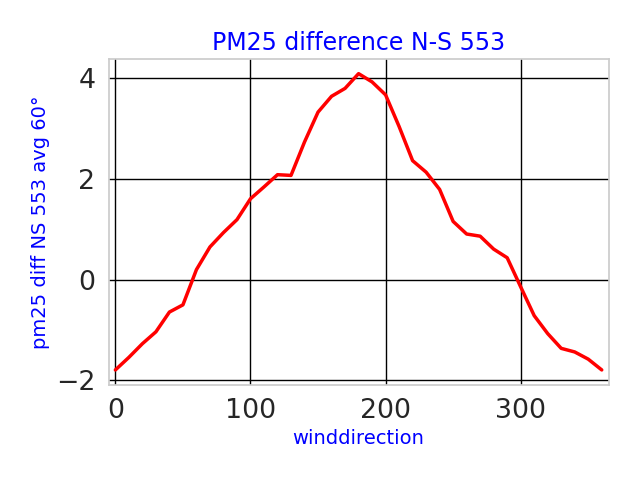 PM25 difference N-S 553
pm25 diff NS 553 avg 60°
4
2
0
−2
0 100 200 300
winddirection